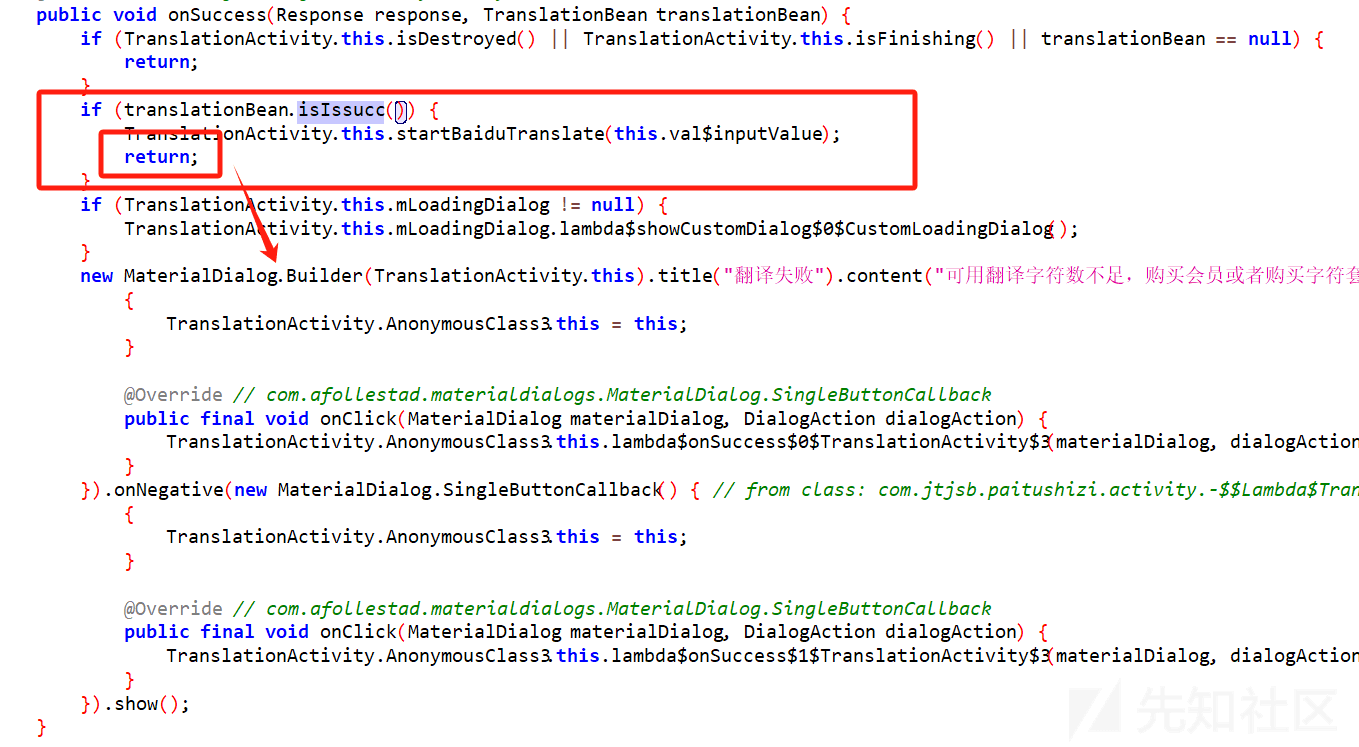 public void onSuccess(Response response, TranslationBean translationBean) {
if (TranslationActivity.this.isDestroyed() || TranslationActivity.this.isFinishing() || translationBean == null) {
return;
}
if (translationBean.isIssucc()) {
TranslationActivity.this.startBaiduTranslate(this.val$inputValue);
return;
}
if (TranslationActivity.this.mLoadingDialog != null) {
TranslationActivity.this.mLoadingDialog.lambda$showCustomDialog$0$CustomLoadingDialog();
}
new MaterialDialog.Builder(TranslationActivity.this).title("翻译失败").content("可用翻译字符数不足，购买会员或者购买字符套
{
TranslationActivity.AnonymousClass3.this = this;
}
@Override // com.afollestad.materialdialogs.MaterialDialog.SingleButtonCallback
public final void onClick(MaterialDialog materialDialog, DialogAction dialogAction) {
TranslationActivity.AnonymousClass3.this.lambda$onSuccess$0$TranslationActivity$3(materialDialog, dialogAction
}
}).onNegative(new MaterialDialog.SingleButtonCallback() { // from class: com.jtjsb.paitushizi.activity.-$$Lambda$Tran
{
TranslationActivity.AnonymousClass3.this = this;
}
@Override // com.afollestad.materialdialogs.MaterialDialog.SingleButtonCallback
public final void onClick(MaterialDialog materialDialog, DialogAction dialogAction) {
TranslationActivity.AnonymousClass3.this.lambda$onSuccess$1$TranslationActivity$3(materialDialog, dialogAction
}
}).show();
}
先知社区